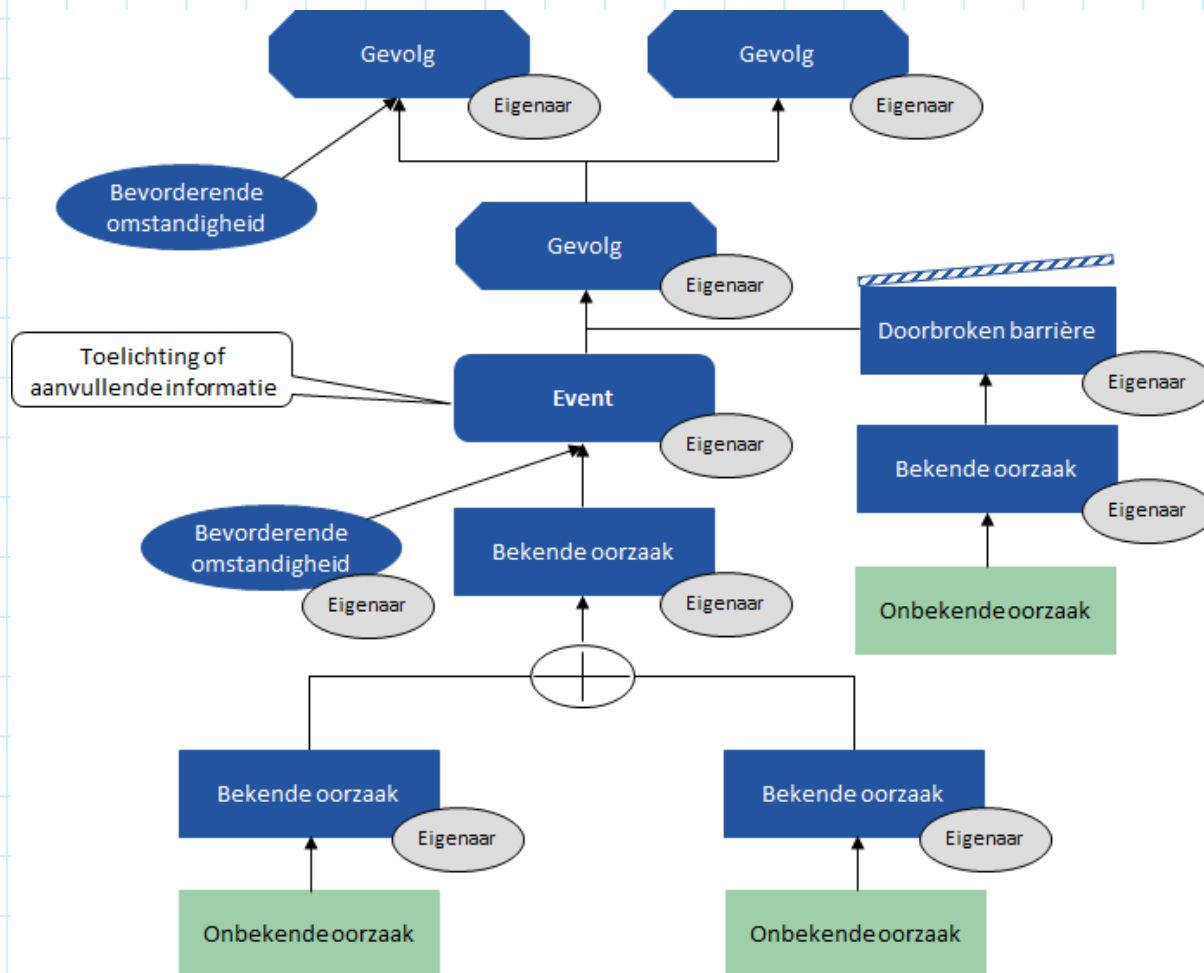 Gevolg
Eigenaar
Gevolg
Eigenaar
Bevorderende
omstandigheid
Gevolg
Eigenaar
Doorbroken barrière
Eigenaar
Toelichting of
aanvullende informatie
Event
Eigenaar
Bekende oorzaak
Eigenaar
Bevorderende
omstandigheid
Eigenaar
Bekende oorzaak
Eigenaar
Onbekende oorzaak
Bekende oorzaak
Eigenaar
Bekende oorzaak
Eigenaar
Onbekende oorzaak
Onbekende oorzaak